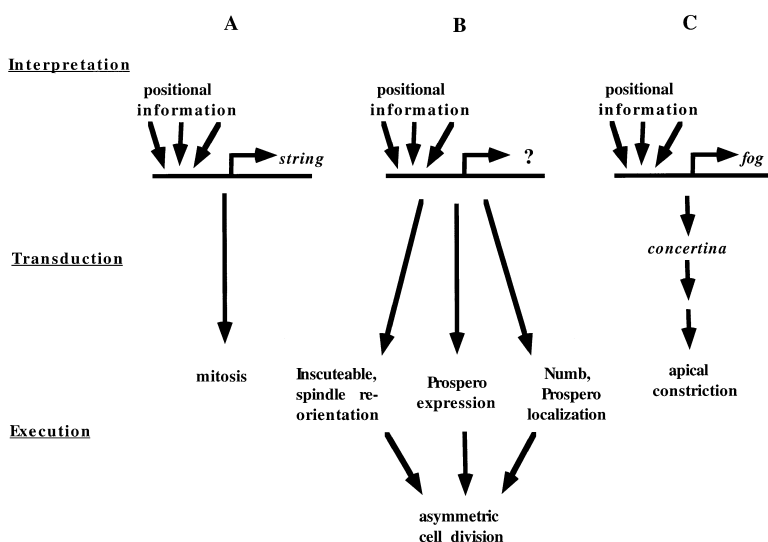 A
B
C
Interpretation
positional
information
string
positional
information
?
positional
information
fog
Transduction
concertina
mitosis
Inscuteable,
spindle re-
orientation
Prospero
expression
Numb,
Prospero
localization
apical
constriction
Execution
asymmetric
cell division